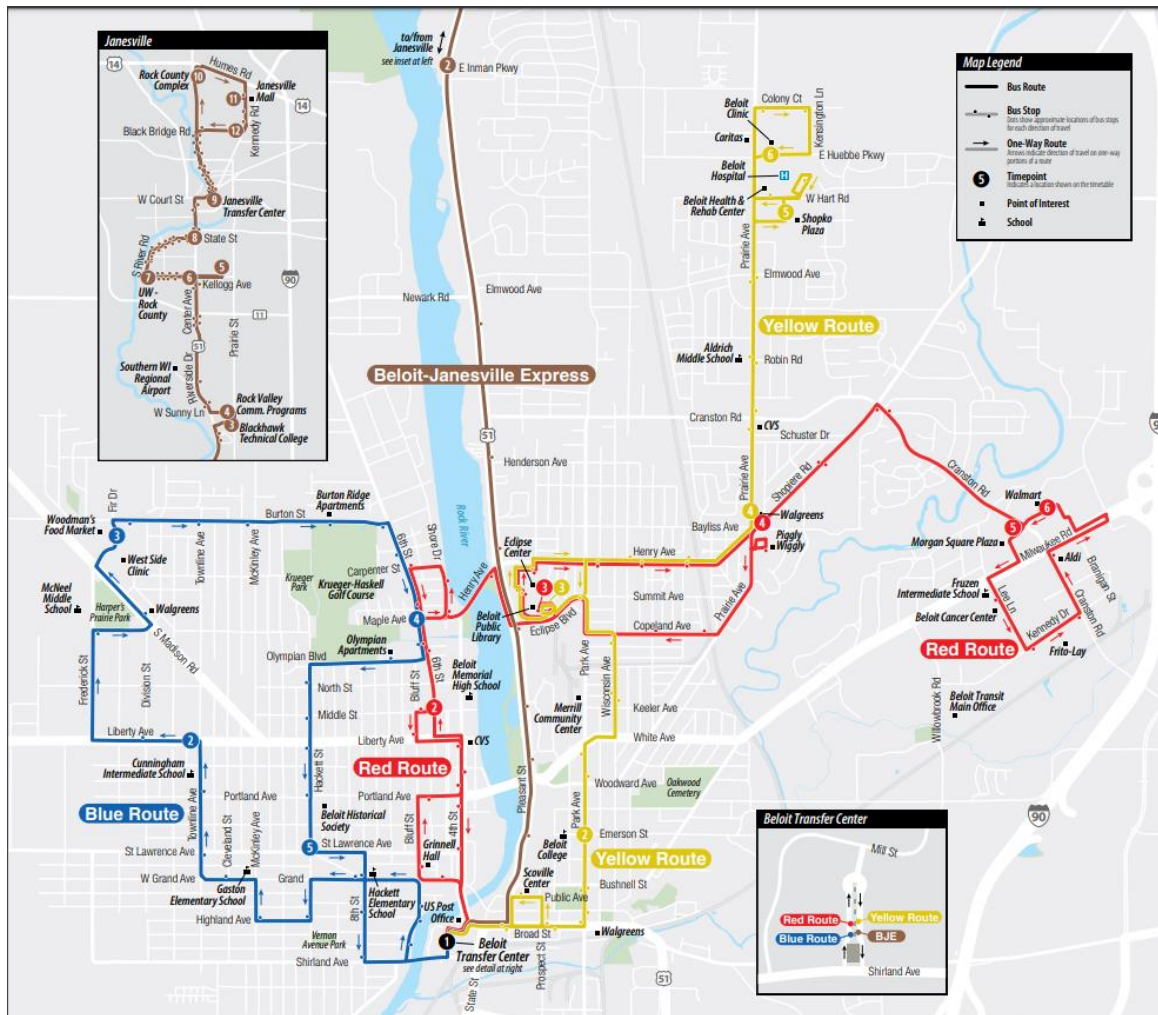 Janesville
14
Humes Rd
Rock County
Complex
10
11
Janesville
Mall
14
Kennedy Rd
Black Bridge Rd
12
W Court St
9
Janesville
Transfer Center
8
State St
S River Rd
7
6
5
Kellogg Ave
90
UW -
Rock
County
Center Ave
Prairie St
11
51
Southern WI
Regional
Airport
Riverside Dr
W Sunny Ln
4
Rock Valley
Comm. Programs
3
Blackhawk
Technical College
to/from
Janesville
see inset at left
2
E Inman Pkwy
Map Legend
Bus Route
Bus Stop
Dots show approximate locations of bus stops
for each direction of travel
One-Way Route
Arrows indicate direction of travel on one-way
portions of a route
5
Timepoint
Indicates a location shown on the timetable
Point of Interest
School
Colony Ct
Kensington Ln
Beloit
Clinic
Caritas
6
E Huebbe Pkwy
Beloit
Hospital
H
Beloit Health &
Rehab Center
W Hart Rd
5
Shopko
Plaza
Prairie Ave
Elmwood Ave
Newark Rd
Elmwood Ave
Yellow Route
Aldrich
Middle School
Robin Rd
Beloit-Janesville Express
Cranston Rd
CVS
Schuster Dr
51
Henderson Ave
Prairie Ave
Shopiere Rd
Cranston Rd
4
Walgreens
4
Bayliss Ave
Piggly
Wiggly
Walmart
6
5
Morgan Square Plaza
Milwaukee Rd
Aldi
Branigan St
Fruzen
Intermediate School
Beloit Cancer Center
Lee Ln
Kennedy Dr
Cranston Rd
Frito-Lay
Red Route
Willowbrook Rd
Beloit Transit
Main Office
Fir Dr
Burton Ridge
Apartments
Burton St
Woodman's
Food Market
3
West Side
Clinic
Townline Ave
McKinley Ave
6th St
Shore Dr
Rock River
Carpenter St
Krueger
Park
Krueger-Haskell
Golf Course
Henry Ave
McNeel
Middle
School
Harper's
Prairie Park
Walgreens
S Madison Rd
Maple Ave
4
Olympian
Apartments
Olympian Blvd
Frederick St
Division St
North St
Middle St
Bluff St
6th St
Beloit
Memorial
High School
2
Liberty Ave
2
Liberty Ave
CVS
Eclipse
Center
3
3
Beloit
Public
Library
Eclipse Blvd
Henry Ave
Summit Ave
Copeland Ave
Prairie Ave
Park Ave
Wisconsin Ave
Merrill
Community
Center
Keeler Ave
White Ave
Cunningham
Intermediate School
Blue Route
Townline Ave
Portland Ave
Hackett St
Red Route
Portland Ave
Beloit Historical
Society
Bluff St
4th St
Pleasant St
Woodward Ave
Oakwood
Cemetery
Park Ave
2
Emerson St
Beloit
College
Yellow Route
St Lawrence Ave
Cleveland St
McKinley Ave
5
St Lawrence Ave
Grinnell
Hall
W Grand Ave
Gaston
Elementary School
Grand
Hackett
Elementary
School
8th St
US Post
Office
Scoville
Center
Bushnell St
Public Ave
Highland Ave
Vernon
Avenue Park
Shirland Ave
1
Beloit
Transfer Center
see detail at right
Broad St
Walgreens
Prospect St
State St
51
90
90
Beloit Transfer Center
Mill St
Red Route
Yellow Route
Blue Route
BJE
Shirland Ave